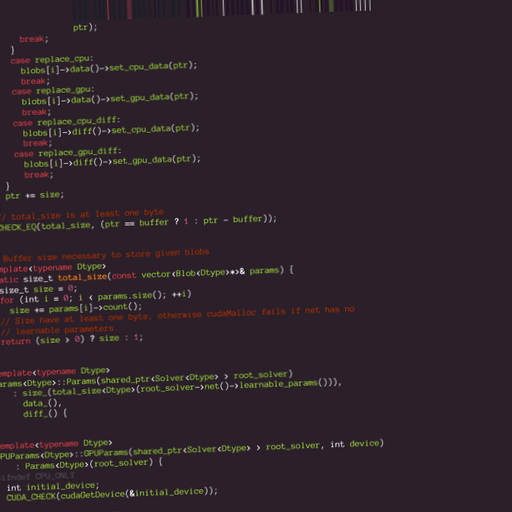 ptr);
break;
}
case replace_cpu:
blobs[i]->data()->set_cpu_data(ptr);
break;
case replace_gpu:
blobs[i]->data()->set_gpu_data(ptr);
break;
case replace_cpu_diff:
blobs[i]->diff()->set_cpu_data(ptr);
break;
case replace_gpu_diff:
blobs[i]->diff()->set_gpu_data(ptr);
break;
}
ptr += size;
// total_size is at least one byte
CHECK_EQ(total_size, (ptr == buffer ? 1 : ptr - buffer));
Buffer size necessary to store given blobs
mplate<typename Dtype>
atic size_t total_size(const vector<Blob<Dtype>*>& params) {
size_t size = 0;
for (int i = 0; i < params.size(); ++i)
size += params[i]->count();
// Size have at least one byte, otherwise cudaMalloc fails if net has no
// learnable parameters.
return (size > 0) ? size : 1;
emplate<typename Dtype>
arams<Dtype>::Params(shared_ptr<Solver<Dtype> > root_solver)
: size_(total_size<Dtype>(root_solver->net()->learnable_params())),
data_(),
diff_() {
emplate<typename Dtype>
PUParams<Dtype>::GPUParams(shared_ptr<Solver<Dtype> > root_solver, int device)
: Params<Dtype>(root_solver) {
ifndef CPU_ONLY
int initial_device;
CUDA_CHECK(cudaGetDevice(&initial_device));